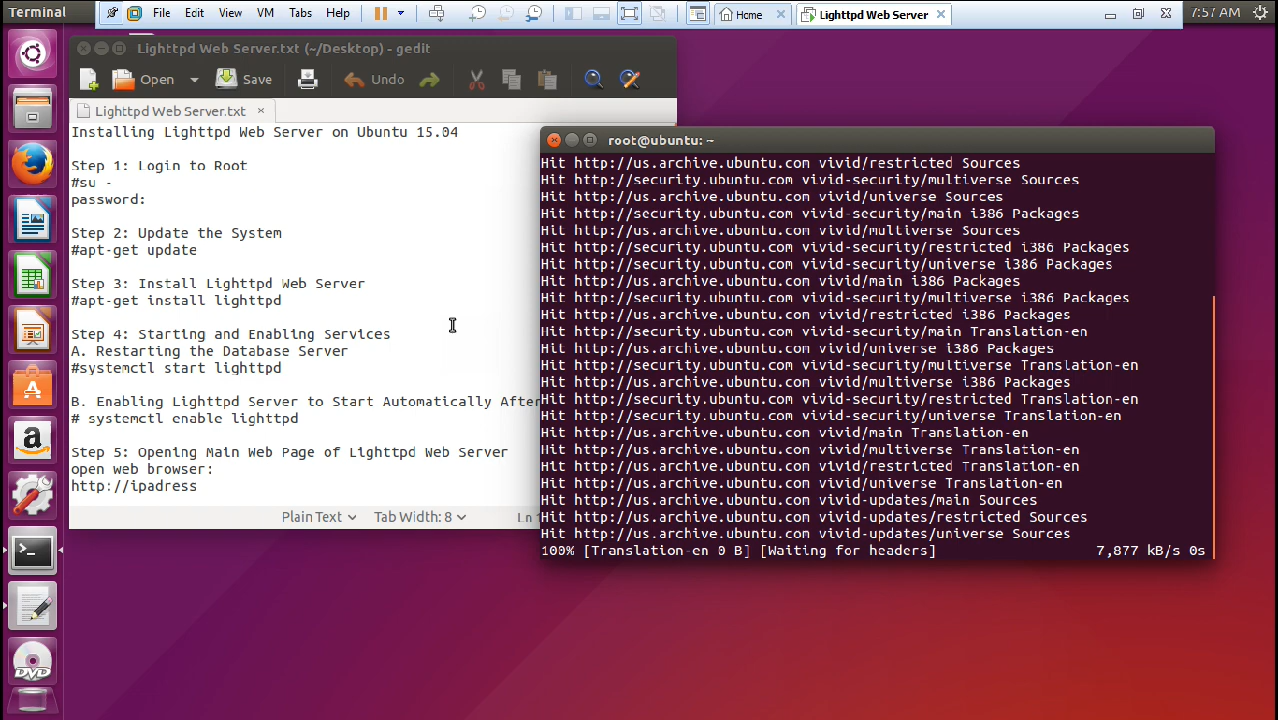 Terminal
File Edit View VM Tabs Help
Home
Lighttpd Web Server
7:57 AM
Lighttpd Web Server.txt (~/Desktop) - gedit
Open Save Undo
Lighttpd Web Server.txt
Installing Lighttpd Web Server on Ubuntu 15.04
Step 1: Login to Root
#su -
password:
Step 2: Update the System
#apt-get update
Step 3: Install Lighttpd Web Server
#apt-get install lighttpd
Step 4: Starting and Enabling Services
A. Restarting the Database Server
#systemctl start lighttpd
B. Enabling Lighttpd Server to Start Automatically After
# systemctl enable lighttpd
Step 5: Opening Main Web Page of Lighttpd Web Server
open web browser:
http://ipadress
Plain Text Tab Width: 8 Ln
root@ubuntu: ~
Hit http://us.archive.ubuntu.com vivid/restricted Sources
Hit http://security.ubuntu.com vivid-security/multiverse Sources
Hit http://us.archive.ubuntu.com vivid/universe Sources
Hit http://security.ubuntu.com vivid-security/main i386 Packages
Hit http://us.archive.ubuntu.com vivid/multiverse Sources
Hit http://security.ubuntu.com vivid-security/restricted i386 Packages
Hit http://security.ubuntu.com vivid-security/universe i386 Packages
Hit http://us.archive.ubuntu.com vivid/main i386 Packages
Hit http://security.ubuntu.com vivid-security/multiverse i386 Packages
Hit http://us.archive.ubuntu.com vivid/restricted i386 Packages
Hit http://security.ubuntu.com vivid-security/main Translation-en
Hit http://us.archive.ubuntu.com vivid/universe i386 Packages
Hit http://security.ubuntu.com vivid-security/multiverse Translation-en
Hit http://us.archive.ubuntu.com vivid/multiverse i386 Packages
Hit http://security.ubuntu.com vivid-security/restricted Translation-en
Hit http://security.ubuntu.com vivid-security/universe Translation-en
Hit http://us.archive.ubuntu.com vivid/main Translation-en
Hit http://us.archive.ubuntu.com vivid/multiverse Translation-en
Hit http://us.archive.ubuntu.com vivid/restricted Translation-en
Hit http://us.archive.ubuntu.com vivid/universe Translation-en
Hit http://us.archive.ubuntu.com vivid-updates/main Sources
Hit http://us.archive.ubuntu.com vivid-updates/restricted Sources
Hit http://us.archive.ubuntu.com vivid-updates/universe Sources
100% [Translation-en 0 B] [Waiting for headers] 7,877 kB/s 0s
DVD